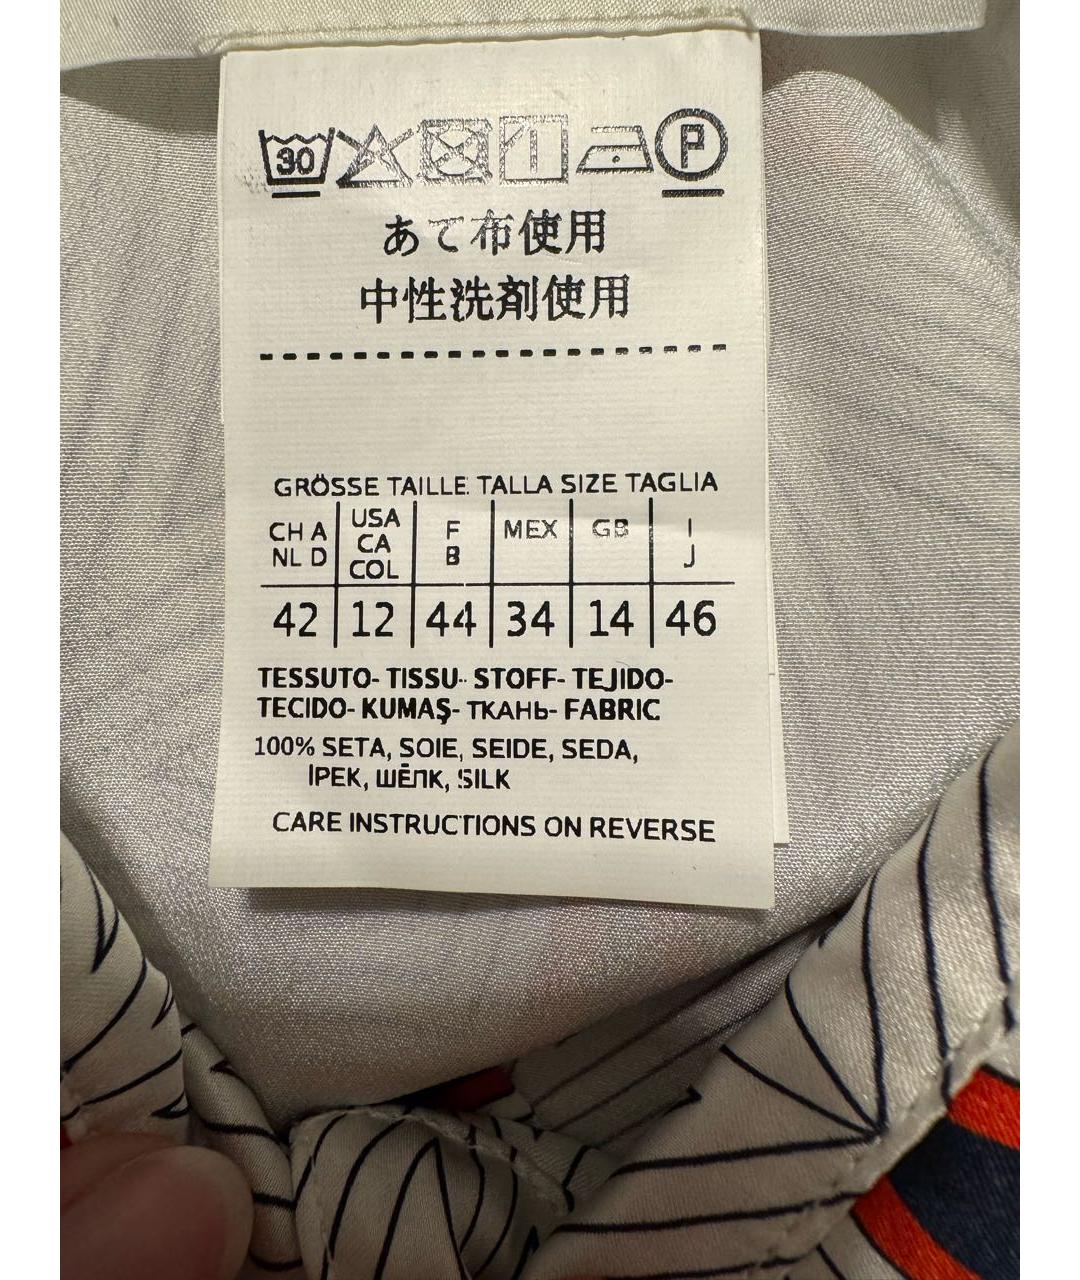 30 P
あて布使用
中性洗剤使用
GRÖSSE TAILLE TALLA SIZE TAGLIA
CH A NL D USA CA COL F B MEX GB I J
42 12 44 34 14 46
TESSUTO- TISSU- STOFF- TEJIDO-
TECIDO- KUMAŞ- ТКАНЬ- FABRIC
100% SETA, SOIE, SEIDE, SEDA,
İPEK, ШЁЛК, SILK
CARE INSTRUCTIONS ON REVERSE